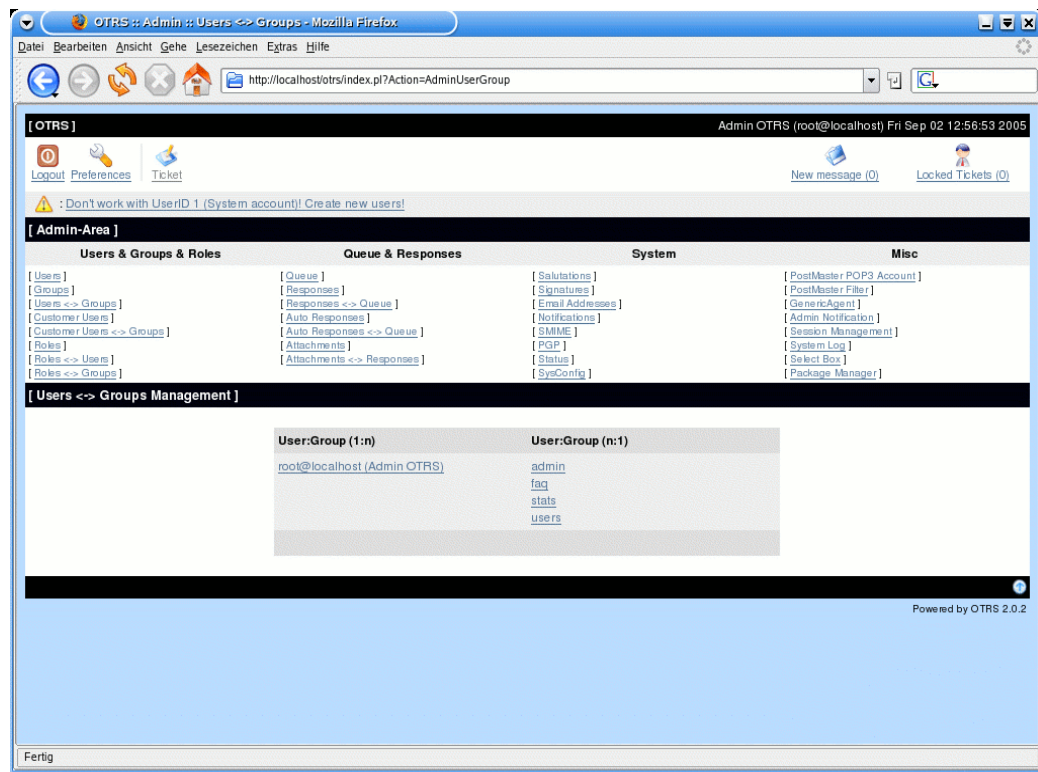 OTRS :: Admin :: Users <-> Groups - Mozilla Firefox
Datei Bearbeiten Ansicht Gehe Lesezeichen Extras Hilfe
http://localhost/otrs/index.pl?Action=AdminUserGroup
[ OTRS ] Admin OTRS (root@localhost) Fri Sep 02 12:56:53 2005
Logout Preferences Ticket New message (0) Locked Tickets (0)
: Don't work with UserID 1 (System account)! Create new users!
[ Admin-Area ]
Users & Groups & Roles Queue & Responses System Misc
[ Users ] [ Queue ] [ Salutations ] [ PostMaster POP3 Account ]
[ Groups ] [ Responses ] [ Signatures ] [ PostMaster Filter ]
[ Users <-> Groups ] [ Responses <-> Queue ] [ Email Addresses ] [ GenericAgent ]
[ Customer Users ] [ Auto Responses ] [ Notifications ] [ Admin Notification ]
[ Customer Users <-> Groups ] [ Auto Responses <-> Queue ] [ SMIME ] [ Session Management ]
[ Roles ] [ Attachments ] [ PGP ] [ System Log ]
[ Roles <-> Users ] [ Attachments <-> Responses ] [ Status ] [ Select Box ]
[ Roles <-> Groups ] [ SysConfig ] [ Package Manager ]
[ Users <-> Groups Management ]
User:Group (1:n) User:Group (n:1)
root@localhost (Admin OTRS) admin
faq
stats
users
Powered by OTRS 2.0.2
Fertig